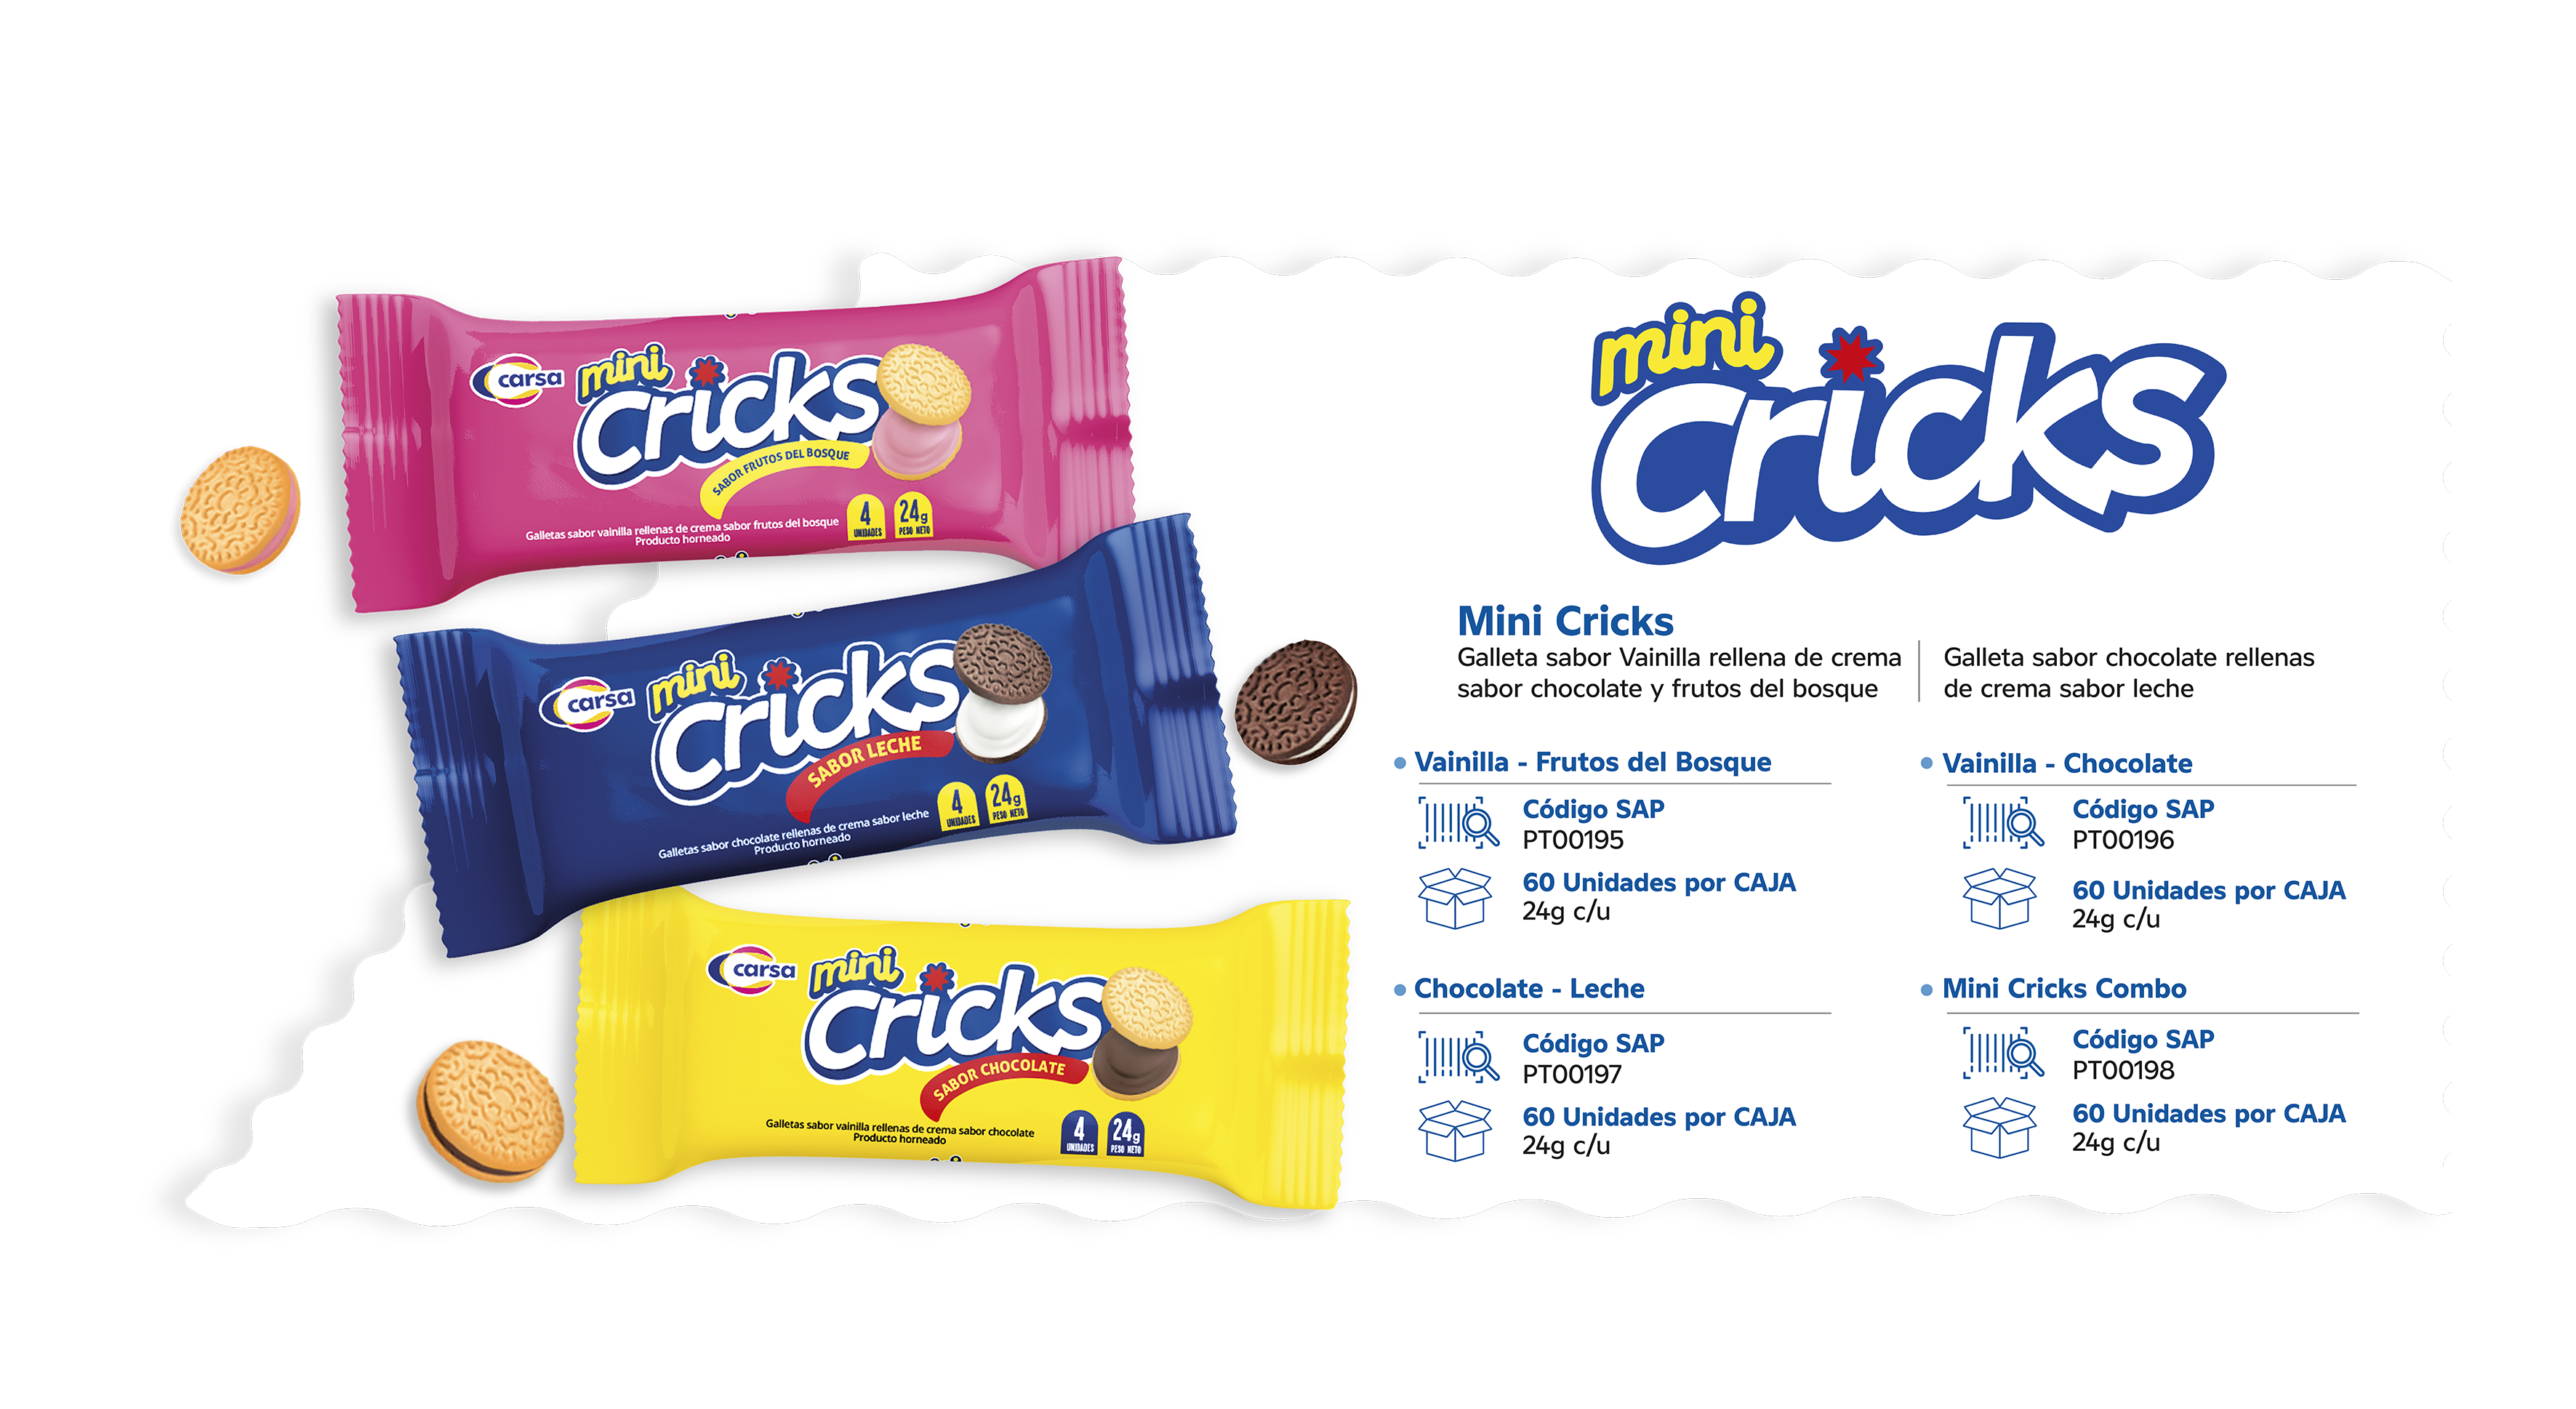 carsa
mini
Cricks
SABOR FRUTOS DEL BOSQUE
Galletas sabor vainilla rellenas de crema sabor frutos del bosque
Producto horneado
4
UNIDADES
24g
PESO NETO
carsa
mini
Cricks
SABOR LECHE
Galletas sabor chocolate rellenas de crema sabor leche
Producto horneado
4
UNIDADES
24g
PESO NETO
carsa
mini
Cricks
SABOR CHOCOLATE
Galletas sabor vainilla rellenas de crema sabor chocolate
Producto horneado
4
UNIDADES
24g
PESO NETO
mini
Cricks
Mini Cricks
Galleta sabor Vainilla rellena de crema
sabor chocolate y frutos del bosque
Galleta sabor chocolate rellenas
de crema sabor leche
Vainilla - Frutos del Bosque
Código SAP
PT00195
60 Unidades por CAJA
24g c/u
Vainilla - Chocolate
Código SAP
PT00196
60 Unidades por CAJA
24g c/u
Chocolate - Leche
Código SAP
PT00197
60 Unidades por CAJA
24g c/u
Mini Cricks Combo
Código SAP
PT00198
60 Unidades por CAJA
24g c/u